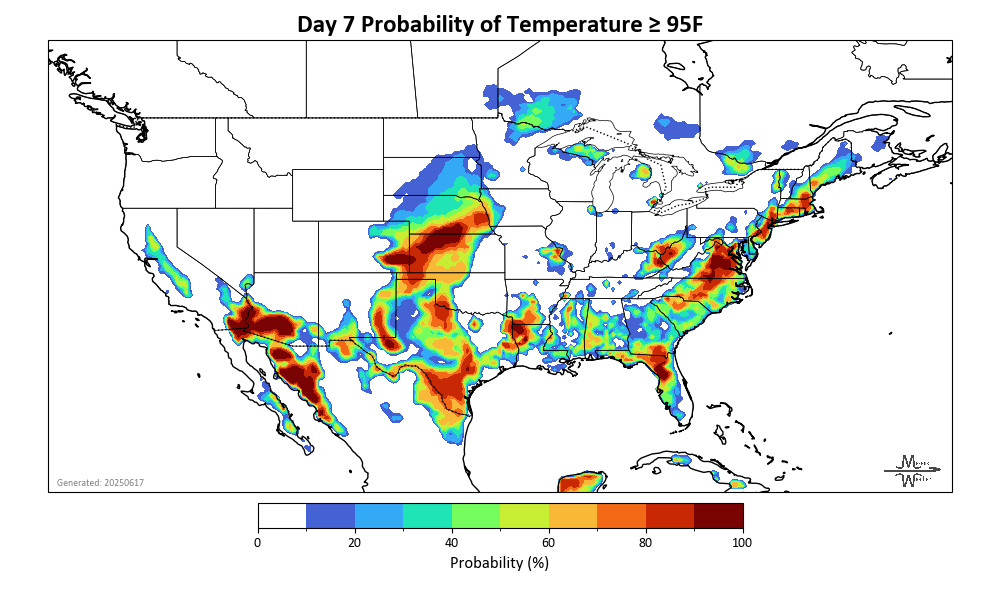 Day 7 Probability of Temperature ≥ 95F
Generated: 20250617
0 20 40 60 80 100
Probability (%)